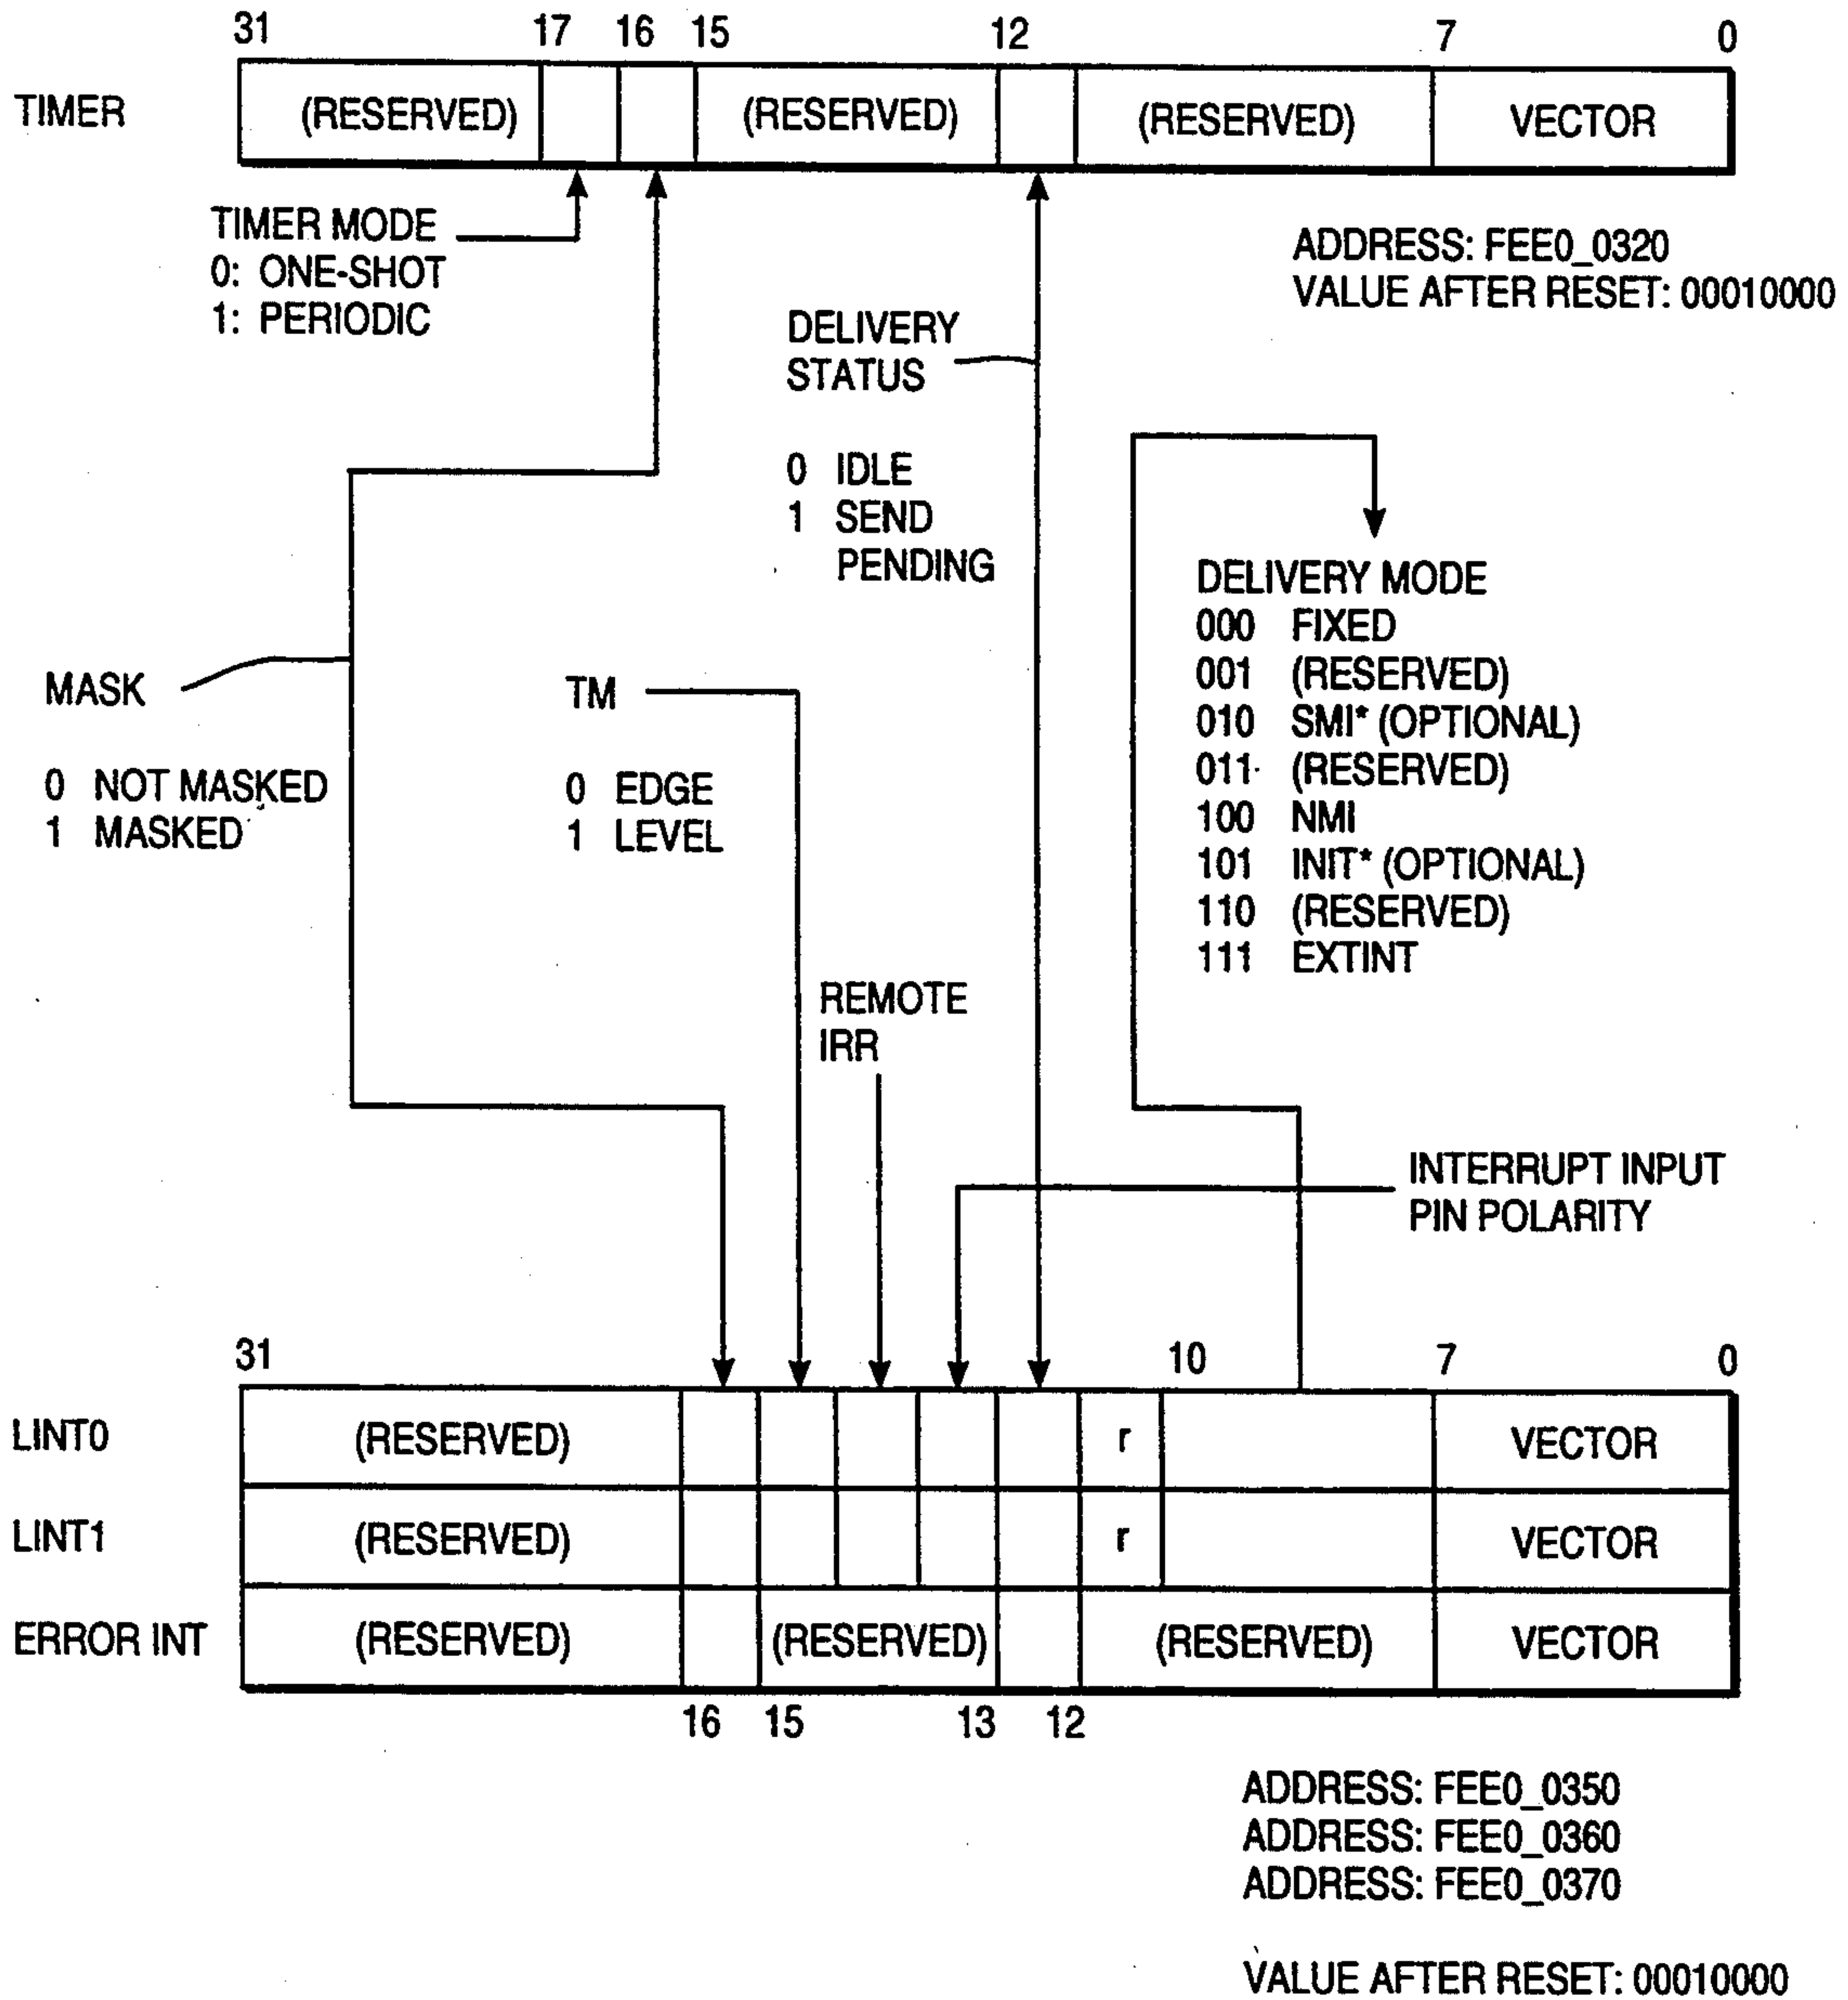 31 17 16 15 12 7 0
TIMER (RESERVED) (RESERVED) (RESERVED) VECTOR
TIMER MODE
0: ONE-SHOT
1: PERIODIC
ADDRESS: FEE0_0320
VALUE AFTER RESET: 00010000
DELIVERY
STATUS
0 IDLE
1 SEND
PENDING
DELIVERY MODE
000 FIXED
001 (RESERVED)
010 SMI* (OPTIONAL)
011 (RESERVED)
100 NMI
101 INIT* (OPTIONAL)
110 (RESERVED)
111 EXTINT
MASK
0 NOT MASKED
1 MASKED
TM
0 EDGE
1 LEVEL
REMOTE
IRR
INTERRUPT INPUT
PIN POLARITY
31 10 7 0
LINT0 (RESERVED) r VECTOR
LINT1 (RESERVED) r VECTOR
ERROR INT (RESERVED) (RESERVED) (RESERVED) VECTOR
16 15 13 12
ADDRESS: FEE0_0350
ADDRESS: FEE0_0360
ADDRESS: FEE0_0370
VALUE AFTER RESET: 00010000